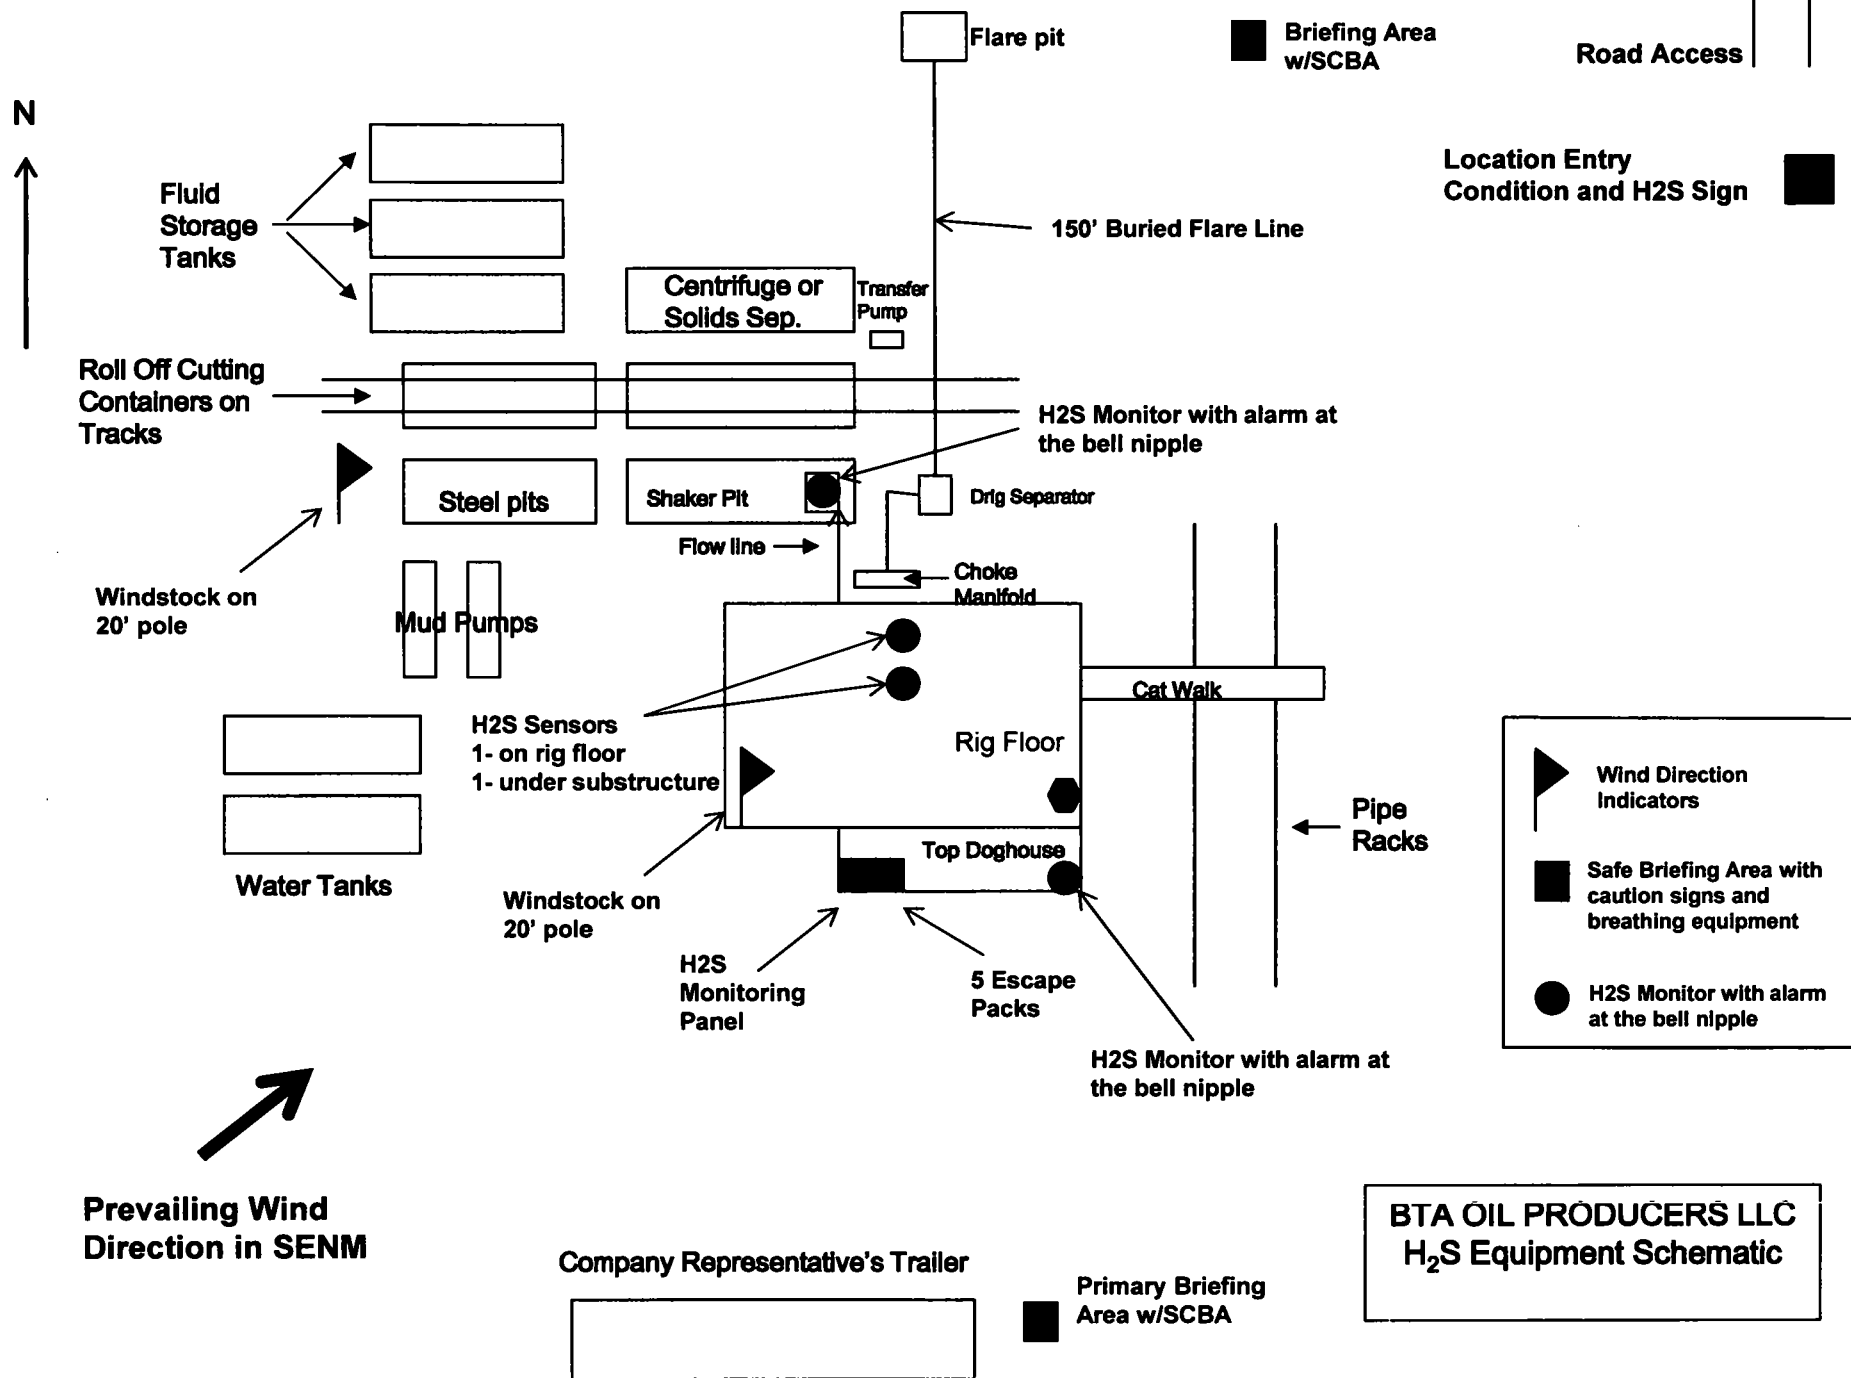 Flare pit
Briefing Area
w/SCBA
Road Access
N
Location Entry
Condition and H2S Sign
Fluid
Storage
Tanks
150' Buried Flare Line
Centrifuge or
Solids Sep.
Transfer
Pump
Roll Off Cutting
Containers on
Tracks
H2S Monitor with alarm at
the bell nipple
Steel pits
Shaker Pit
Drlg Separator
Flow line
Choke
Manifold
Windstock on
20' pole
Mud Pumps
Cat Walk
H2S Sensors
1- on rig floor
1- under substructure
Rig Floor
Wind Direction
Indicators
Pipe
Racks
Top Doghouse
Safe Briefing Area with
caution signs and
breathing equipment
Water Tanks
Windstock on
20' pole
H2S
Monitoring
Panel
5 Escape
Packs
H2S Monitor with alarm
at the bell nipple
H2S Monitor with alarm at
the bell nipple
Prevailing Wind
Direction in SENM
BTA OIL PRODUCERS LLC
H₂S Equipment Schematic
Company Representative's Trailer
Primary Briefing
Area w/SCBA